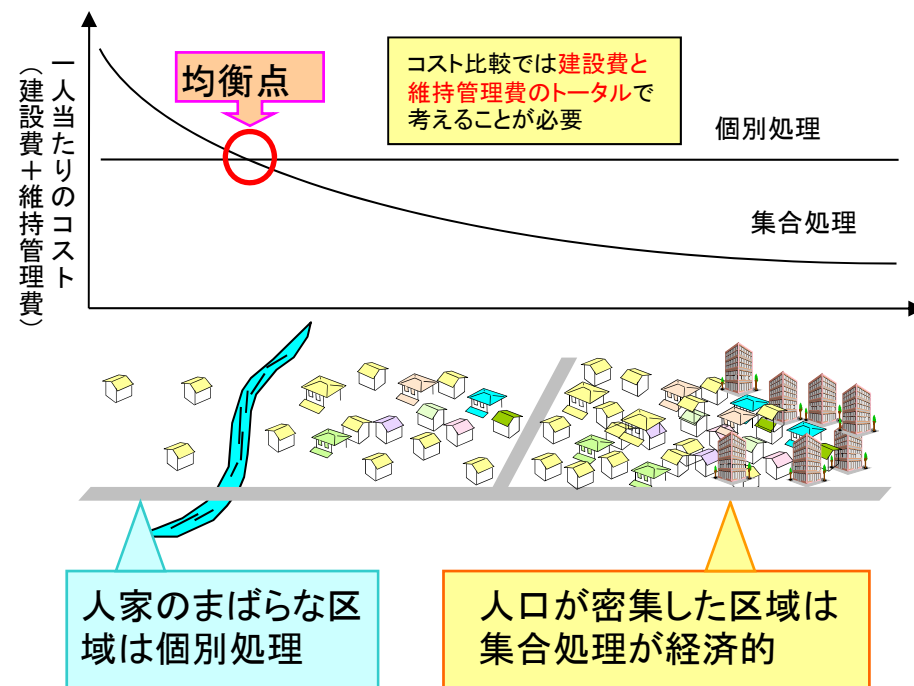 均衡点
コスト比較では建設費と
維持管理費のトータルで
考えることが必要
一人当たりのコスト
（建設費＋維持管理費）
個別処理
集合処理
人家のまばらな区
域は個別処理
人口が密集した区域は
集合処理が経済的